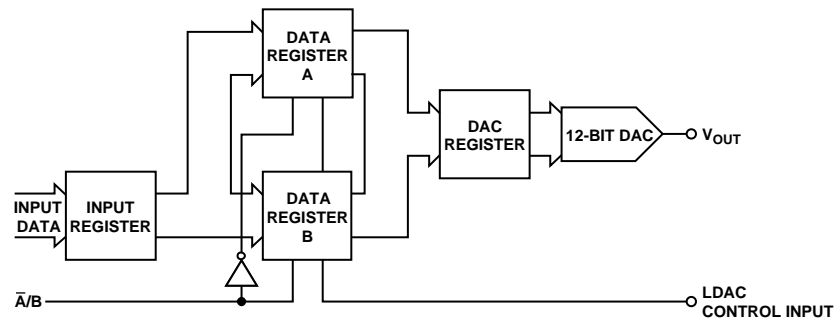 DATA
REGISTER
A
INPUT
DATA
INPUT
REGISTER
DATA
REGISTER
B
DAC
REGISTER
12-BIT DAC
VOUT
A̅/B
LDAC
CONTROL INPUT